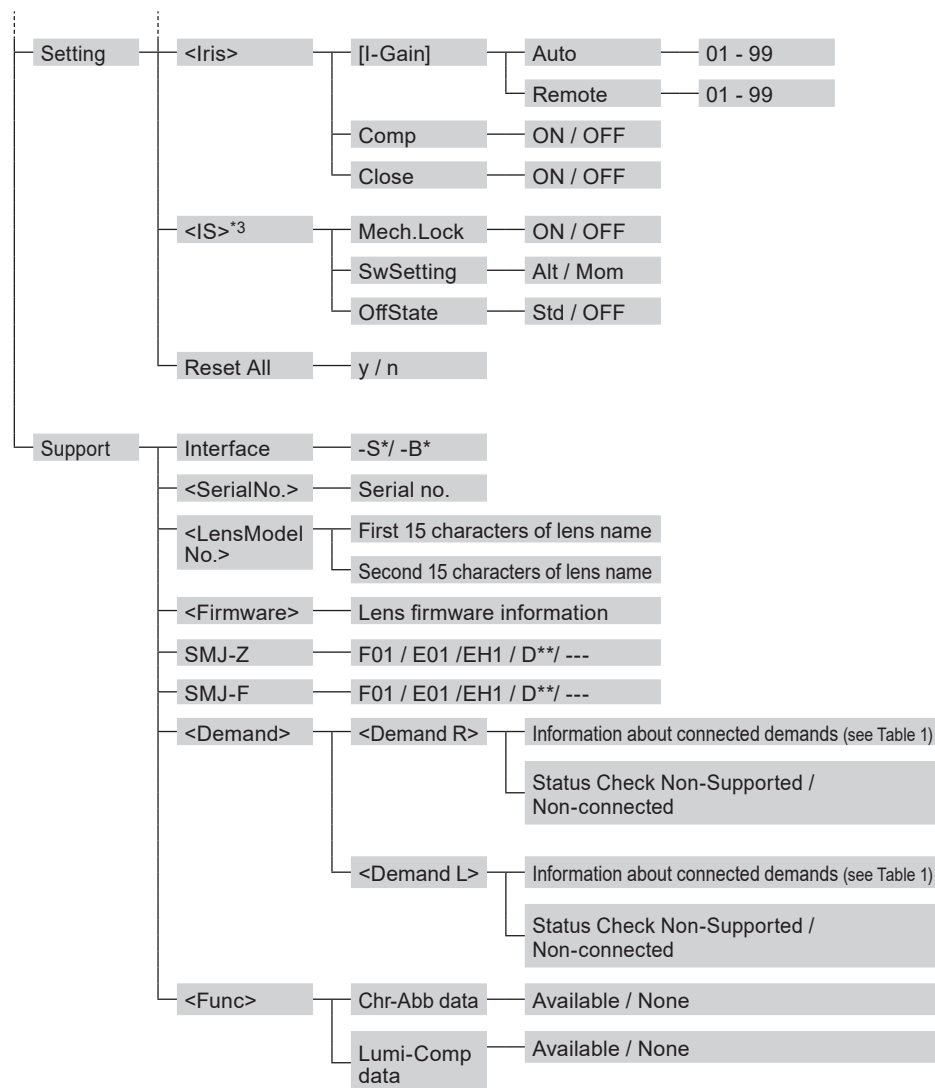 Setting <Iris> [I-Gain] Auto 01 - 99
Remote 01 - 99
Comp ON / OFF
Close ON / OFF
<IS>*3 Mech.Lock ON / OFF
SwSetting Alt / Mom
OffState Std / OFF
Reset All y / n
Support Interface -S*/ -B*
<SerialNo.> Serial no.
<LensModel
No.>
First 15 characters of lens name
Second 15 characters of lens name
<Firmware> Lens firmware information
SMJ-Z F01 / E01 /EH1 / D**/ ---
SMJ-F F01 / E01 /EH1 / D**/ ---
<Demand> <Demand R> Information about connected demands (see Table 1)
Status Check Non-Supported /
Non-connected
<Demand L> Information about connected demands (see Table 1)
Status Check Non-Supported /
Non-connected
<Func> Chr-Abb data Available / None
Lumi-Comp
data
Available / None